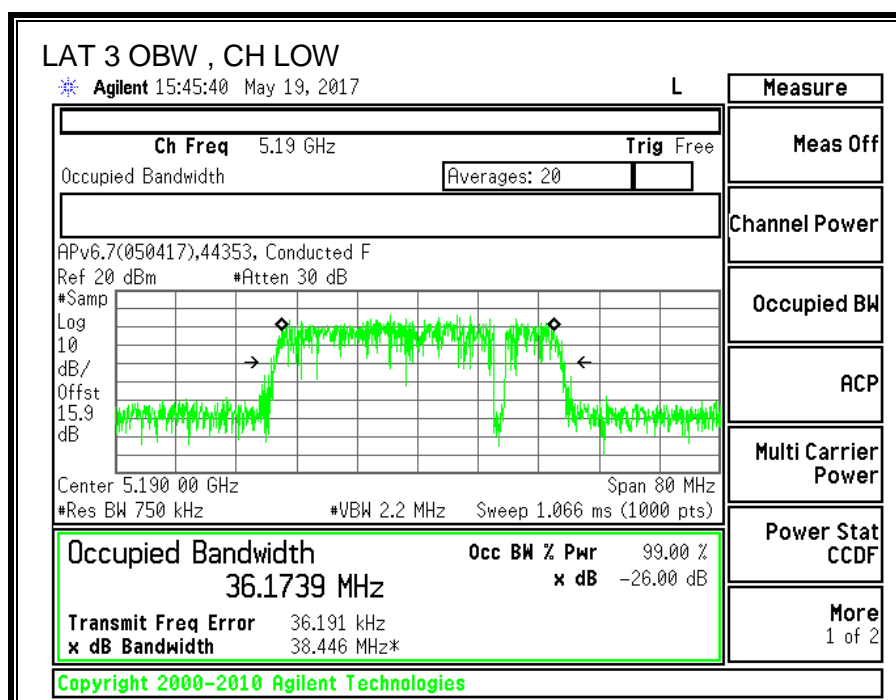 LAT 3 OBW , CH LOW
Agilent 15:45:40 May 19, 2017 L
Measure
Ch Freq 5.19 GHz Trig Free
Meas Off
Occupied Bandwidth Averages: 20
Channel Power
APv6.7(050417),44353, Conducted F
Ref 20 dBm #Atten 30 dB
Occupied BW
#Samp
Log
10
dB/
Offst
15.9
dB
ACP
Multi Carrier
Power
Center 5.190 00 GHz Span 80 MHz
#Res BW 750 kHz #VBW 2.2 MHz Sweep 1.066 ms (1000 pts)
Power Stat
CCDF
Occupied Bandwidth Occ BW % Pwr 99.00 %
36.1739 MHz x dB -26.00 dB
Transmit Freq Error 36.191 kHz
x dB Bandwidth 38.446 MHz*
More
1 of 2
Copyright 2000-2010 Agilent Technologies